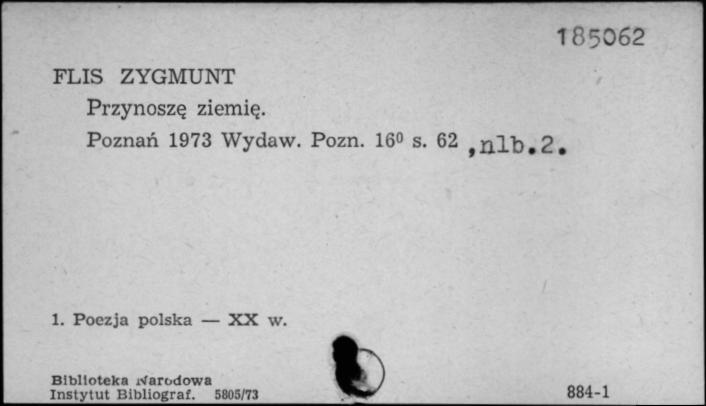 185062
FLIS ZYGMUNT
Przynoszę ziemię.
Poznań 1973 Wydaw. Pozn. 16⁰ s. 62 ,nlb.2.
1. Poezja polska — XX w.
Biblioteka Narodowa
Instytut Bibliograf. 5805/73
884-1